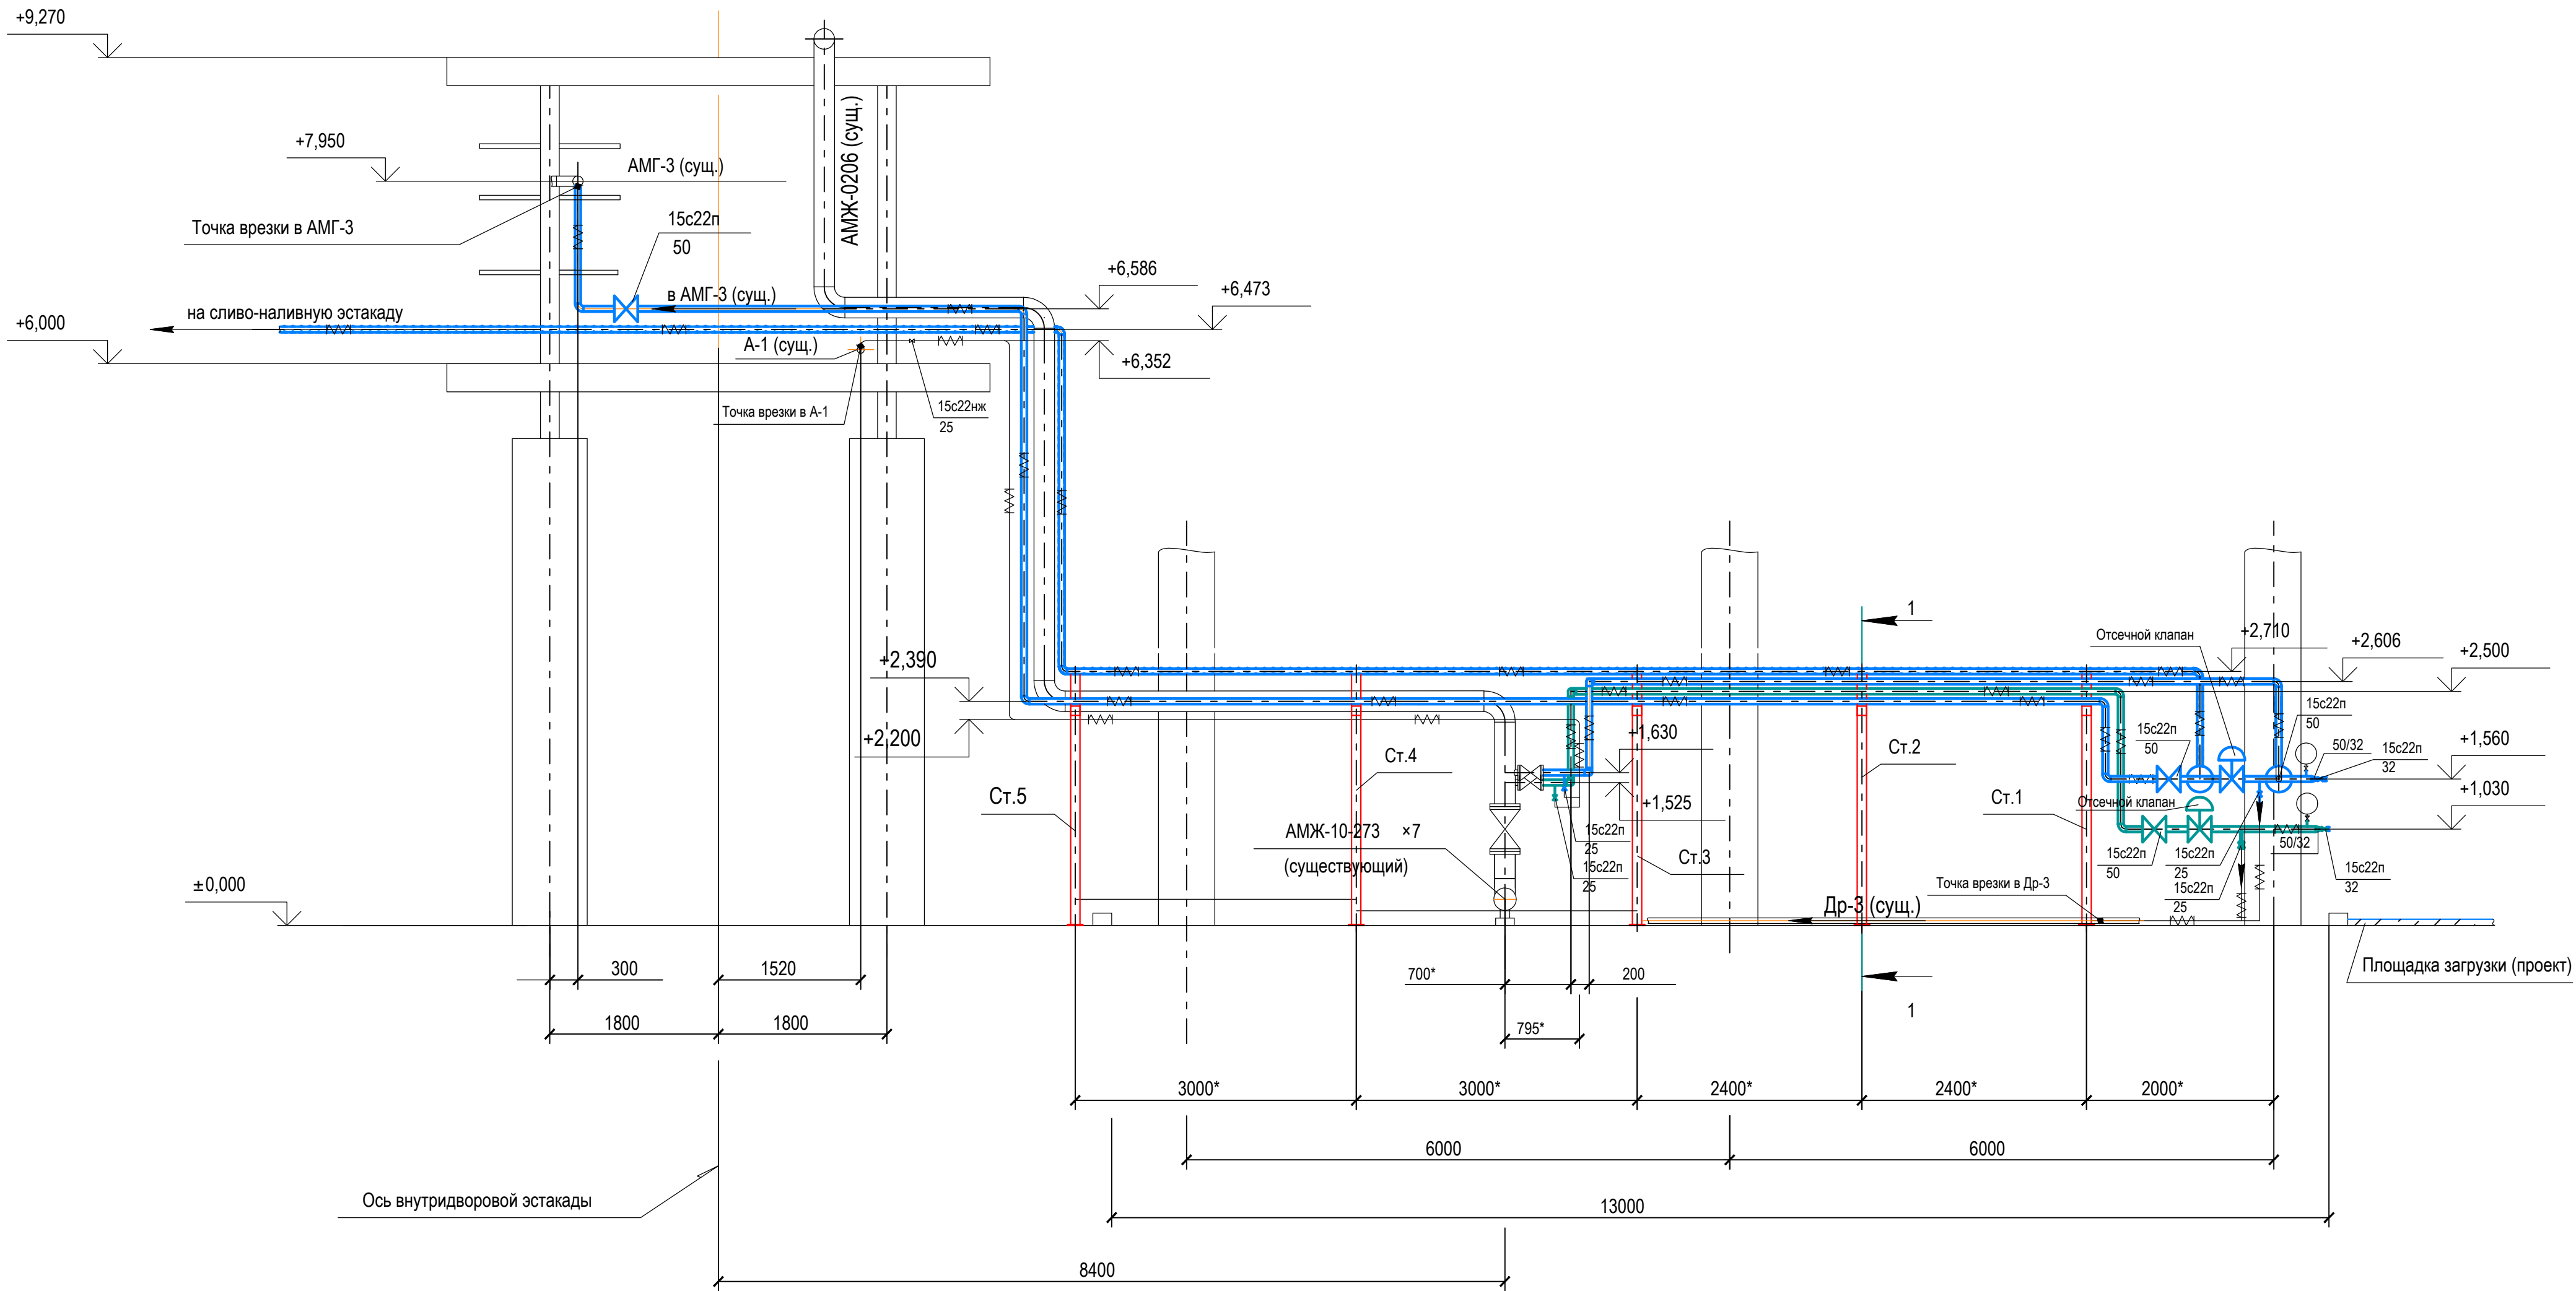 +9,270
АМЖ-0206 (сущ.)
+7,950
АМГ-3 (сущ.)
Точка врезки в АМГ-3
15с22п
50
+6,586
+6,473
в АМГ-3 (сущ.)
на сливо-наливную эстакаду
+6,000
А-1 (сущ.)
+6,352
Точка врезки в А-1
15с22нж
25
1
Отсечной клапан
+2,710
+2,606
+2,500
+2,390
+2,200
+1,630
15с22п
50
15с22п
50
50/32
15с22п
32
+1,560
Ст.4
Ст.2
Ст.5
+1,525
Ст.1
Отсечной клапан
+1,030
АМЖ-10-273 ×7
(существующий)
15с22п
25
15с22п
25
Ст.3
15с22п
50
15с22п
25
15с22п
25
50/32
15с22п
32
±0,000
Точка врезки в Др-3
Др-3 (сущ.)
Площадка загрузки (проект)
300
1520
700*
200
1
1800
1800
795*
3000*
3000*
2400*
2400*
2000*
6000
6000
Ось внутридворовой эстакады
13000
8400